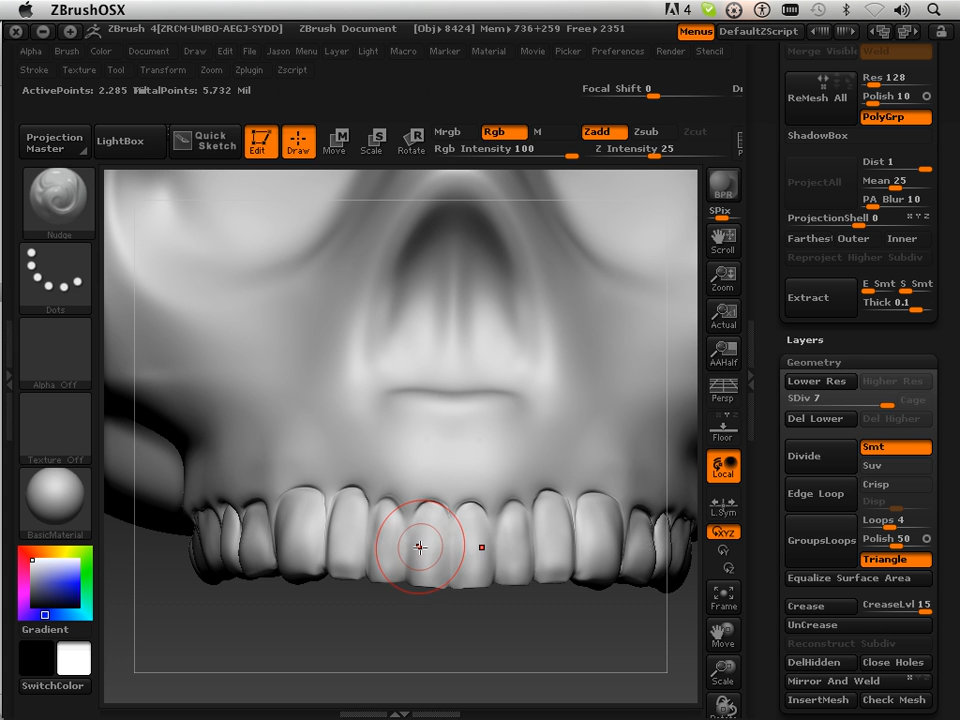 ZBrushOSX
4
ZBrush 4[ZRCM-UMBO-AEGJ-SYDD] ZBrush Document [Obj▸8424] Mem▸736+259 Free▸2351 Menus DefaultZScript
Alpha Brush Color Document Draw Edit File Jason Menu Layer Light Macro Marker Material Movie Picker Preferences Render Stencil
Stroke Texture Tool Transform Zoom Zplugin Zscript
ActivePoints: 2.285 Mil TotalPoints: 5.732 Mil
Focal Shift 0
Projection Master
LightBox
Quick Sketch
Edit
Draw
Move
Scale
Rotate
Mrgb Rgb M
Rgb Intensity 100
Zadd Zsub Zcut
Z Intensity 25
Nudge
Dots
Alpha Off
Texture Off
BasicMaterial
Gradient
SwitchColor
BPR
SPix
Scroll
Zoom
Actual
AAHalf
Persp
Floor
Local
L.Sym
XYZ
Y
Z
Frame
Move
Scale
Merge Visible Weld
ReMesh All
Res 128
Polish 10
PolyGrp
ShadowBox
ProjectAll
Dist 1
Mean 25
PA Blur 10
ProjectionShell 0
Farthest Outer Inner
Reproject Higher Subdiv
Extract
E Smt S Smt
Thick 0.1
Layers
Geometry
Lower Res Higher Res
SDiv 7 Cage
Del Lower Del Higher
Divide
Smt
Suv
Edge Loop
Crisp
Disp
GroupsLoops
Loops 4
Polish 50
Triangle
Equalize Surface Area
Crease CreaseLvl 15
UnCrease
Reconstruct Subdiv
DelHidden Close Holes
Mirror And Weld
InsertMesh Check Mesh